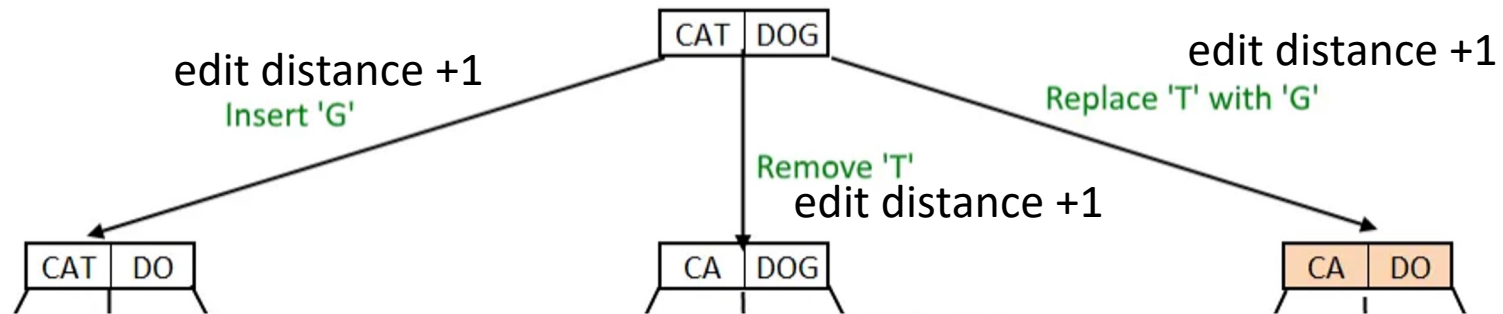 CAT DOG
edit distance +1
edit distance +1
Insert 'G'
Replace 'T' with 'G'
Remove 'T'
edit distance +1
CAT DO
CA DOG
CA DO